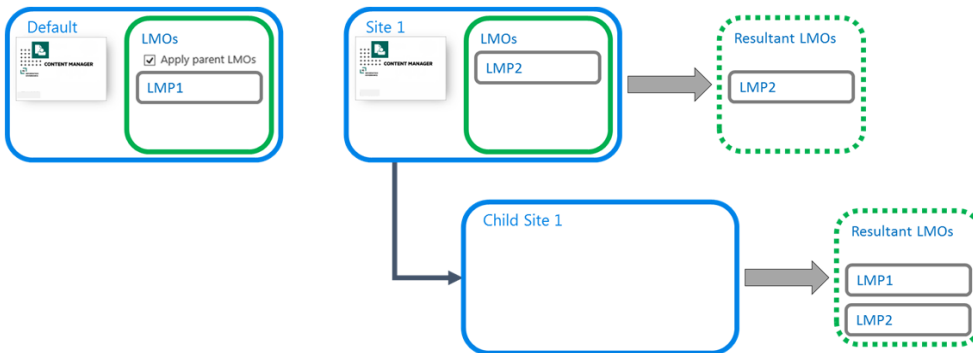 Default
CONTENT MANAGER
LMOs
Apply parent LMOs
LMP1
Site 1
CONTENT MANAGER
LMOs
LMP2
Resultant LMOs
LMP2
Child Site 1
Resultant LMOs
LMP1
LMP2